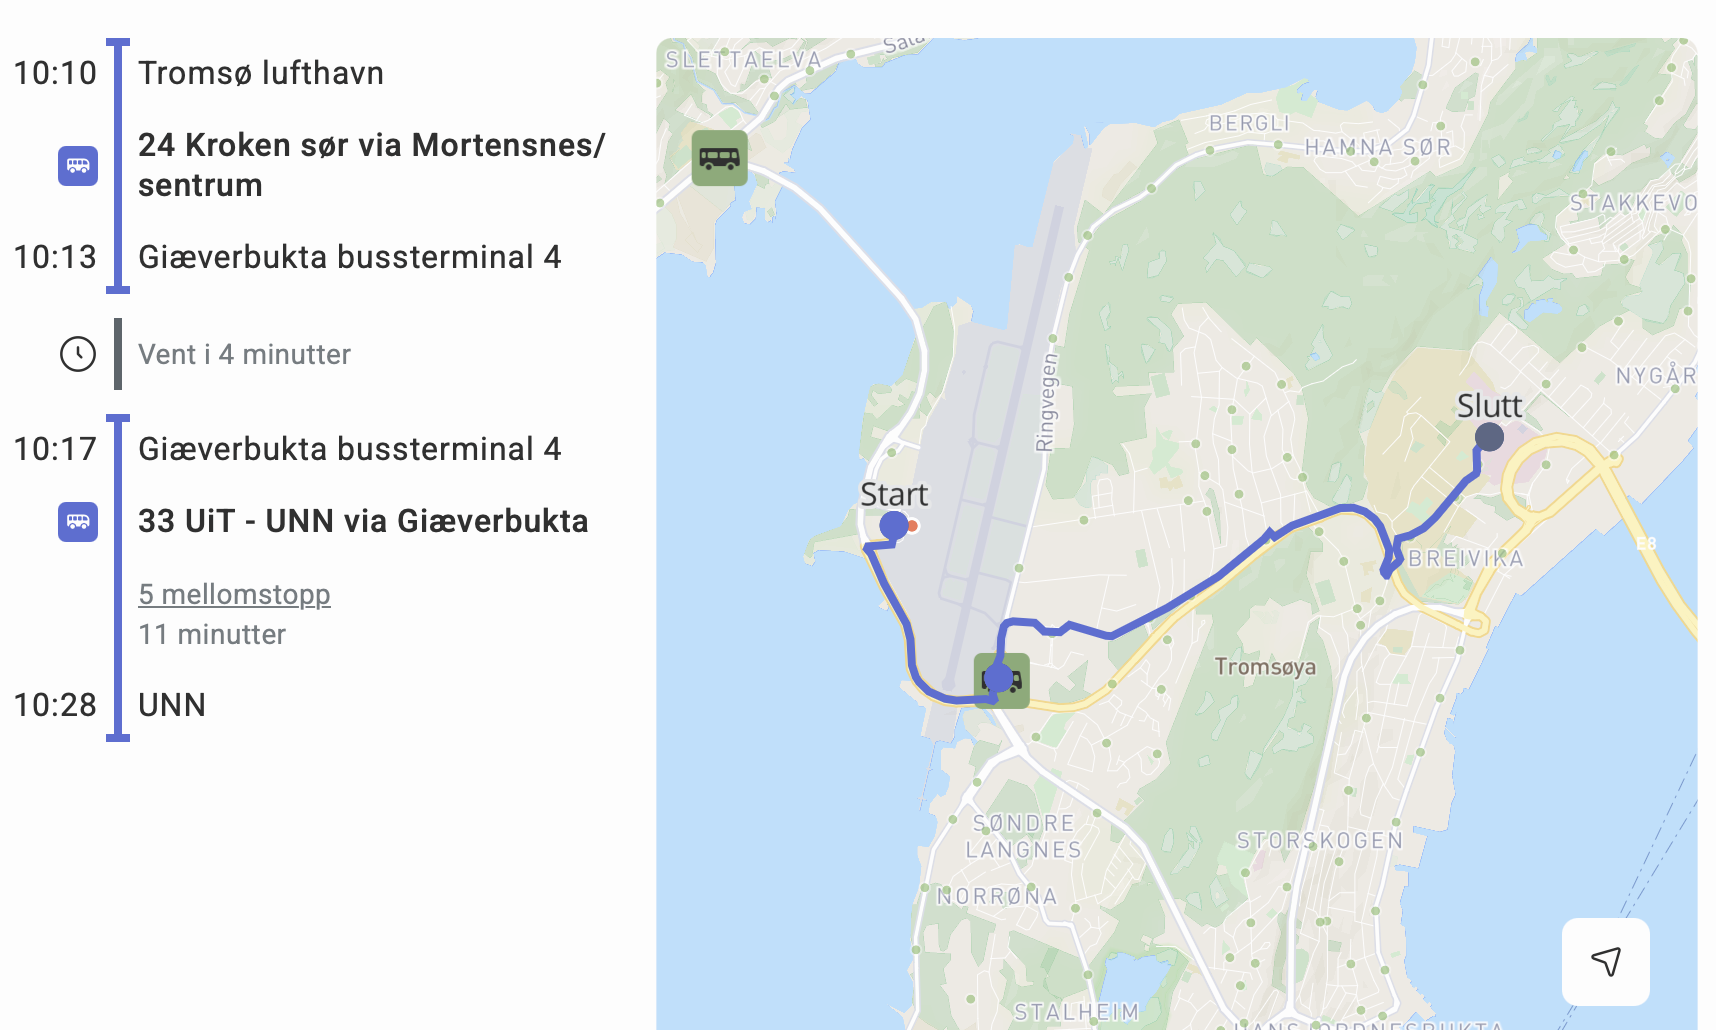 10:10 Tromsø lufthavn
24 Kroken sør via Mortensnes/
sentrum
10:13 Giæverbukta bussterminal 4
Vent i 4 minutter
10:17 Giæverbukta bussterminal 4
33 UiT - UNN via Giæverbukta
5 mellomstopp
11 minutter
10:28 UNN
SLETTAELVA
BERGLI
HAMNA SØR
STAKKEVO
NYGÅR
Ringvegen
Slutt
Start
E8
BREIVIKA
Tromsøya
SØNDRE
LANGNES
STORSKOGEN
NORRØNA
STALHEIM